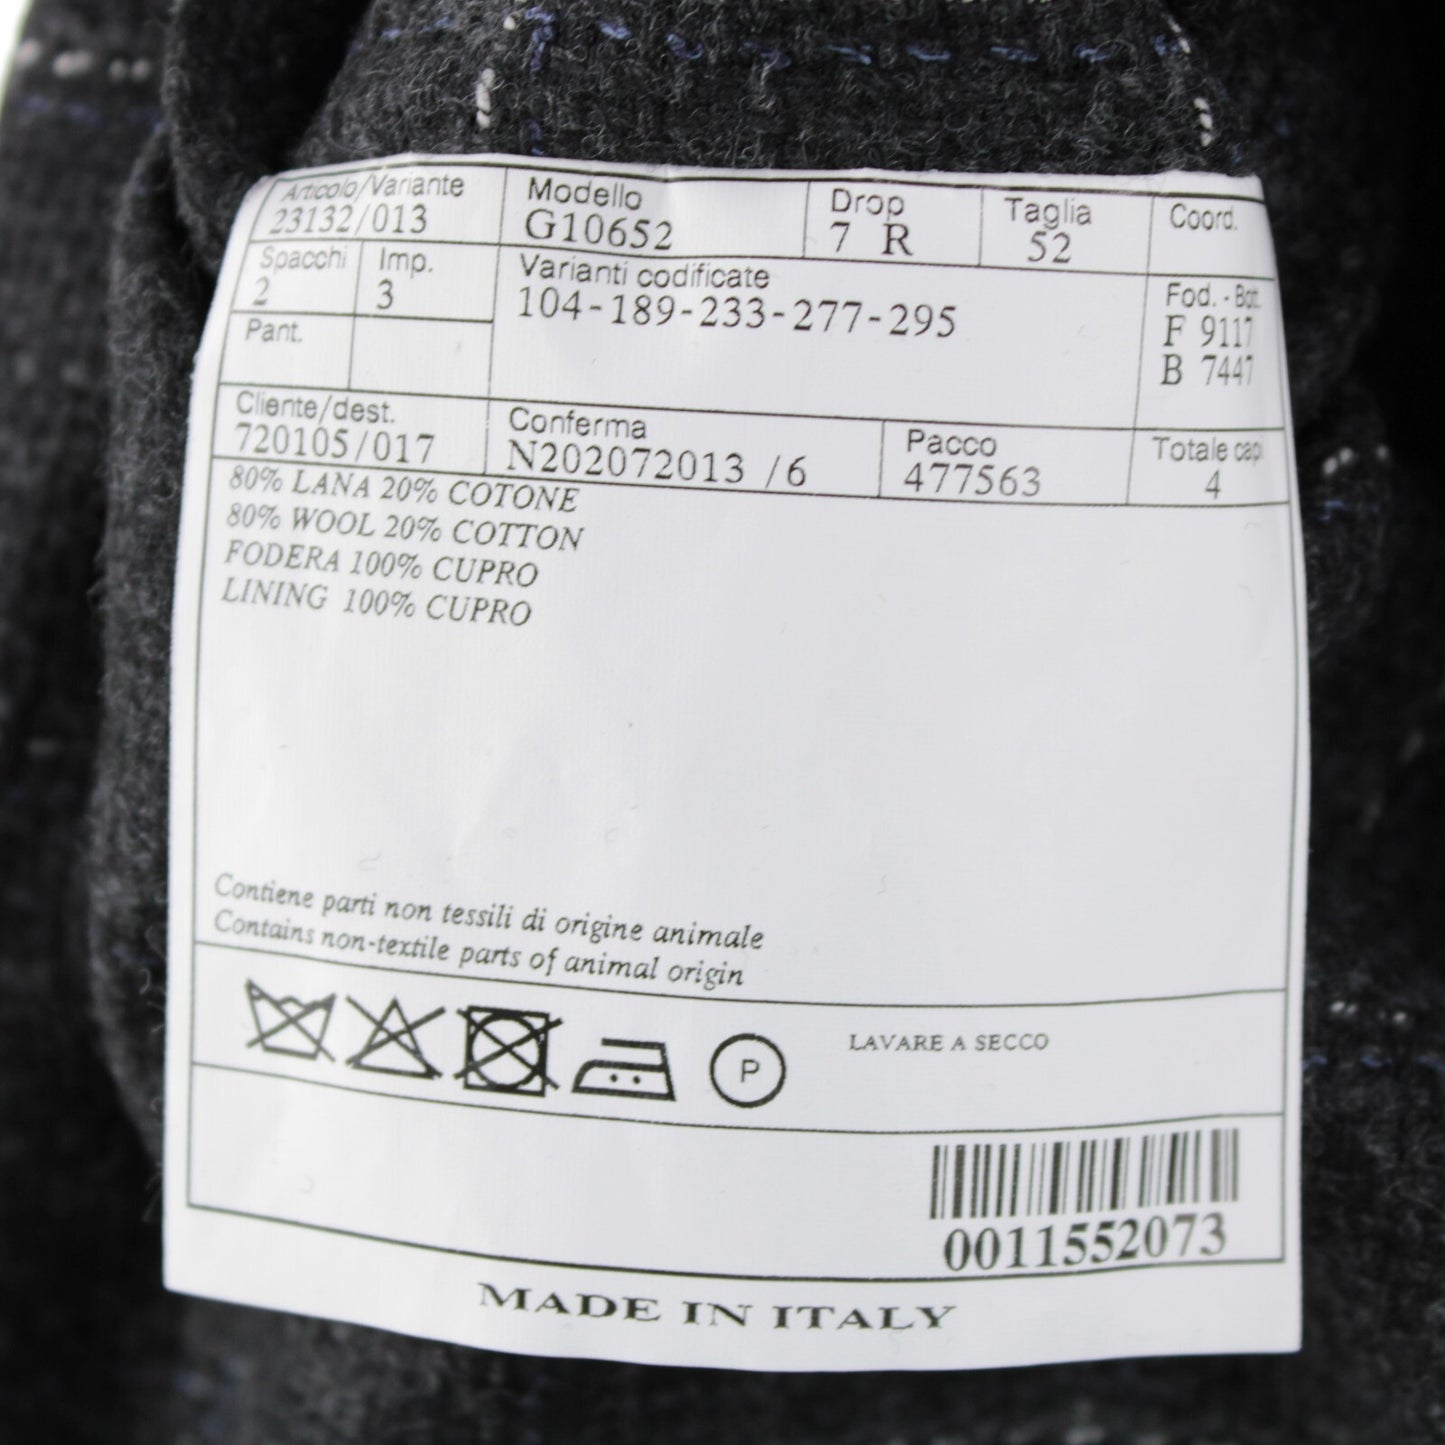 Articolo/Variante Modello Drop Taglia Coord.
23132/013 G10652 7 R 52
Spacchi Imp. Varianti codificate Fod. - Bot.
2 3 104-189-233-277-295 F 9117
Pant. B 7447
Cliente/dest. Conferma Pacco Totale capi
720105/017 N202072013 /6 477563 4
80% LANA 20% COTONE
80% WOOL 20% COTTON
FODERA 100% CUPRO
LINING 100% CUPRO
Contiene parti non tessili di origine animale
Contains non-textile parts of animal origin
P LAVARE A SECCO
0011552073
MADE IN ITALY